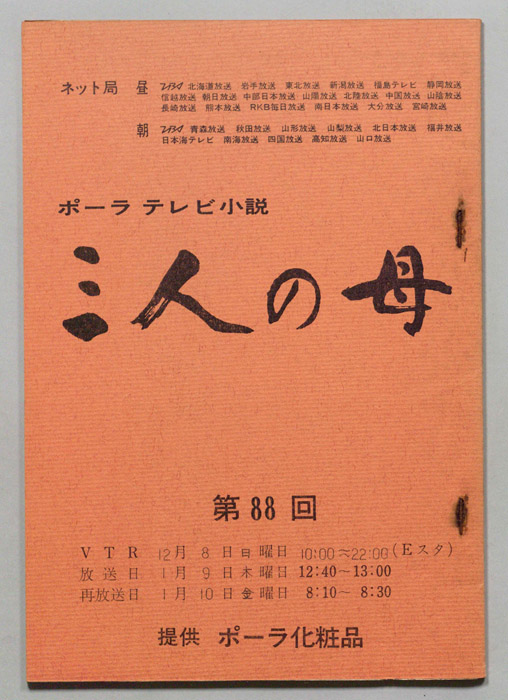 ネット局 昼 TBS 北海道放送 岩手放送 東北放送 新潟放送 福島テレビ 静岡放送
信越放送 朝日放送 中部日本放送 山陽放送 北陸放送 中国放送 山陰放送
長崎放送 熊本放送 RKB毎日放送 南日本放送 大分放送 宮崎放送
朝 TBS 青森放送 秋田放送 山形放送 山梨放送 北日本放送 福井放送
日本海テレビ 南海放送 四国放送 高知放送 山口放送
ポーラ テレビ小説
三人の母
第88回
VTR 12月8日日曜日 10:00~22:00(Eスタ)
放送日 1月9日木曜日 12:40~13:00
再放送日 1月10日金曜日 8:10~8:30
提供 ポーラ化粧品